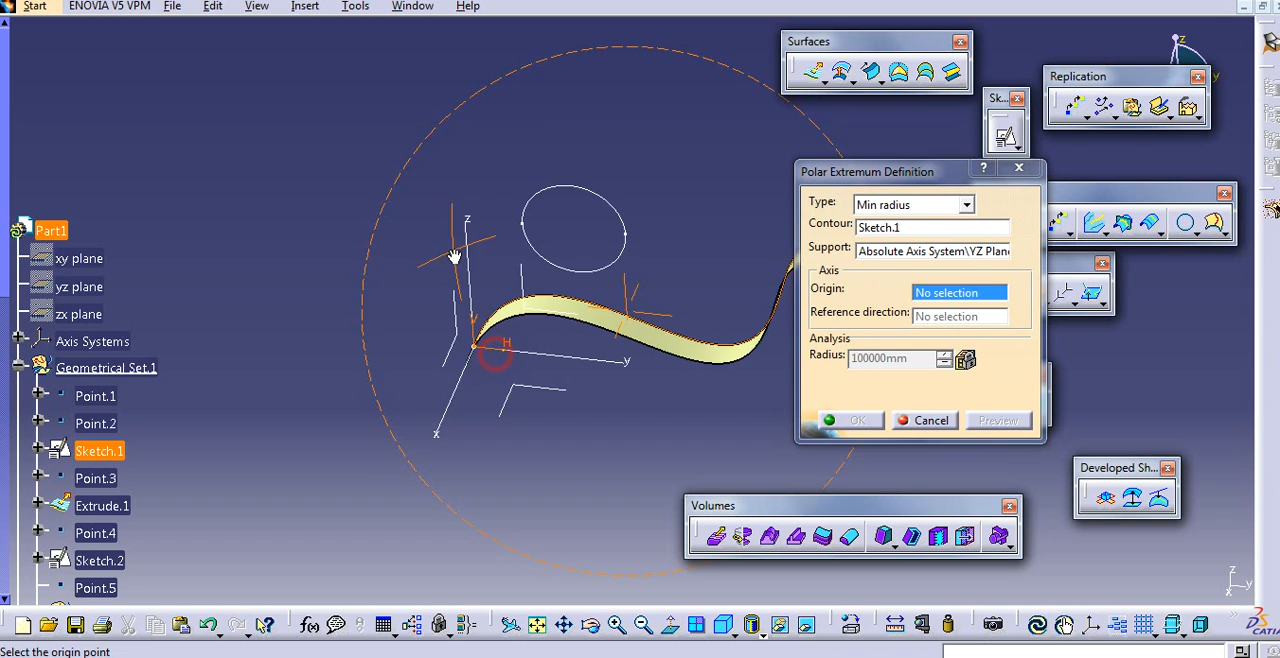 Start ENOVIA V5 VPM File Edit View Insert Tools Window Help
Surfaces
Replication
Sk...
Polar Extremum Definition
Type: Min radius
Contour: Sketch.1
Support: Absolute Axis System\YZ Plan
Axis
Origin: No selection
Reference direction: No selection
Analysis
Radius: 100000mm
OK Cancel Preview
z
y
z
H
y
x
Part1
xy plane
yz plane
zx plane
Axis Systems
Geometrical Set.1
Point.1
Point.2
Sketch.1
Point.3
Extrude.1
Point.4
Sketch.2
Point.5
Developed Sh...
Volumes
z
y
x
f(x)
CATIA
Select the origin point